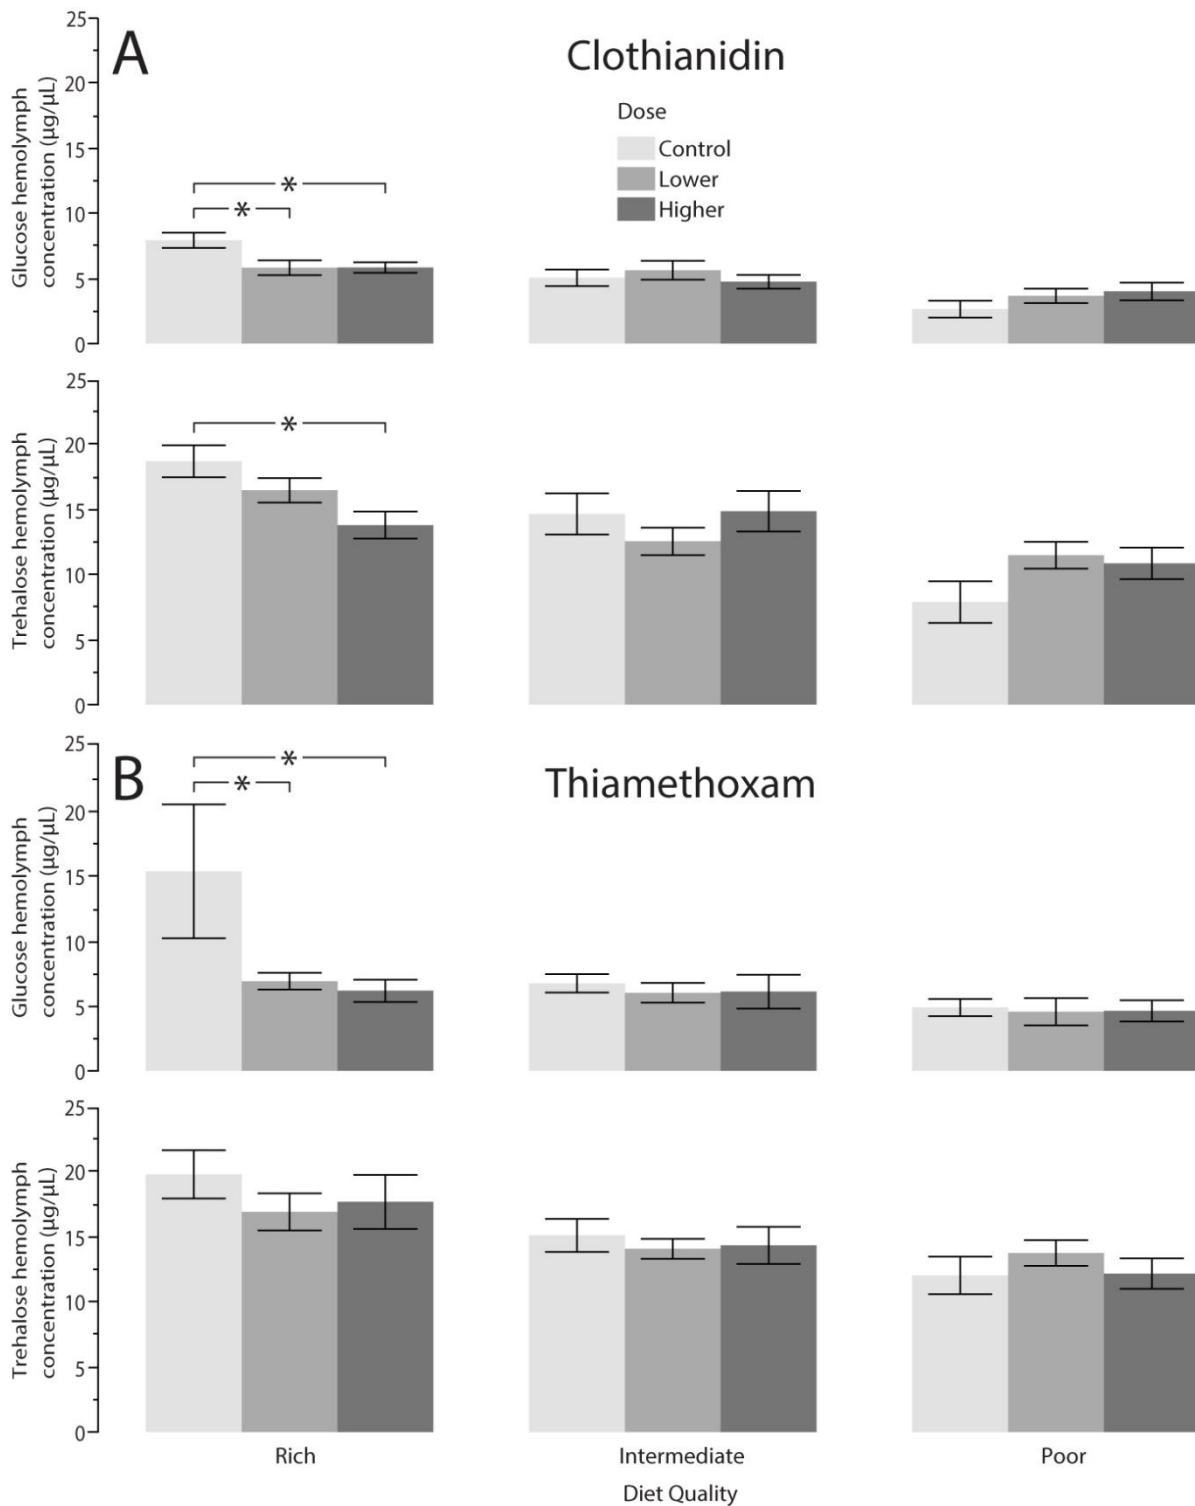 A
Clothianidin
Glucose hemolymph
concentration (µg/µL)
25
20
15
10
5
0
Dose
Control
Lower
Higher
*
*
Trehalose hemolymph
concentration (µg/µL)
25
20
15
10
5
0
*
B
Thiamethoxam
Glucose hemolymph
concentration (µg/µL)
25
20
15
10
5
0
*
*
Trehalose hemolymph
concentration (µg/µL)
25
20
15
10
5
0
Rich
Intermediate
Poor
Diet Quality